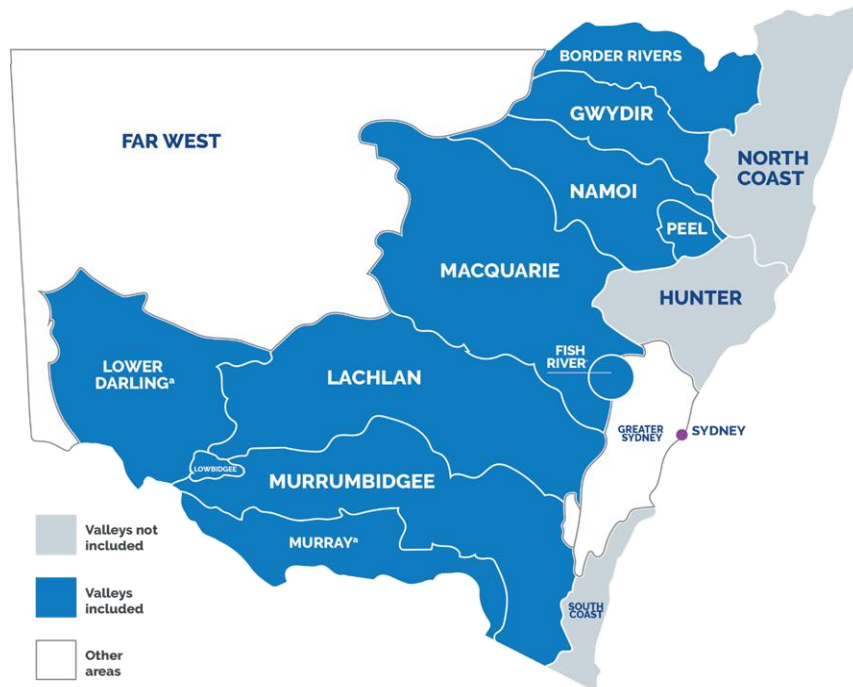 BORDER RIVERS
GWYDIR
FAR WEST
NORTH
COAST
NAMOI
PEEL
MACQUARIE
HUNTER
FISH
RIVER
LOWER
DARLINGª
LACHLAN
GREATER
SYDNEY
SYDNEY
LOWBIDGEE
MURRUMBIDGEE
MURRAYª
SOUTH
COAST
Valleys not
included
Valleys
included
Other
areas